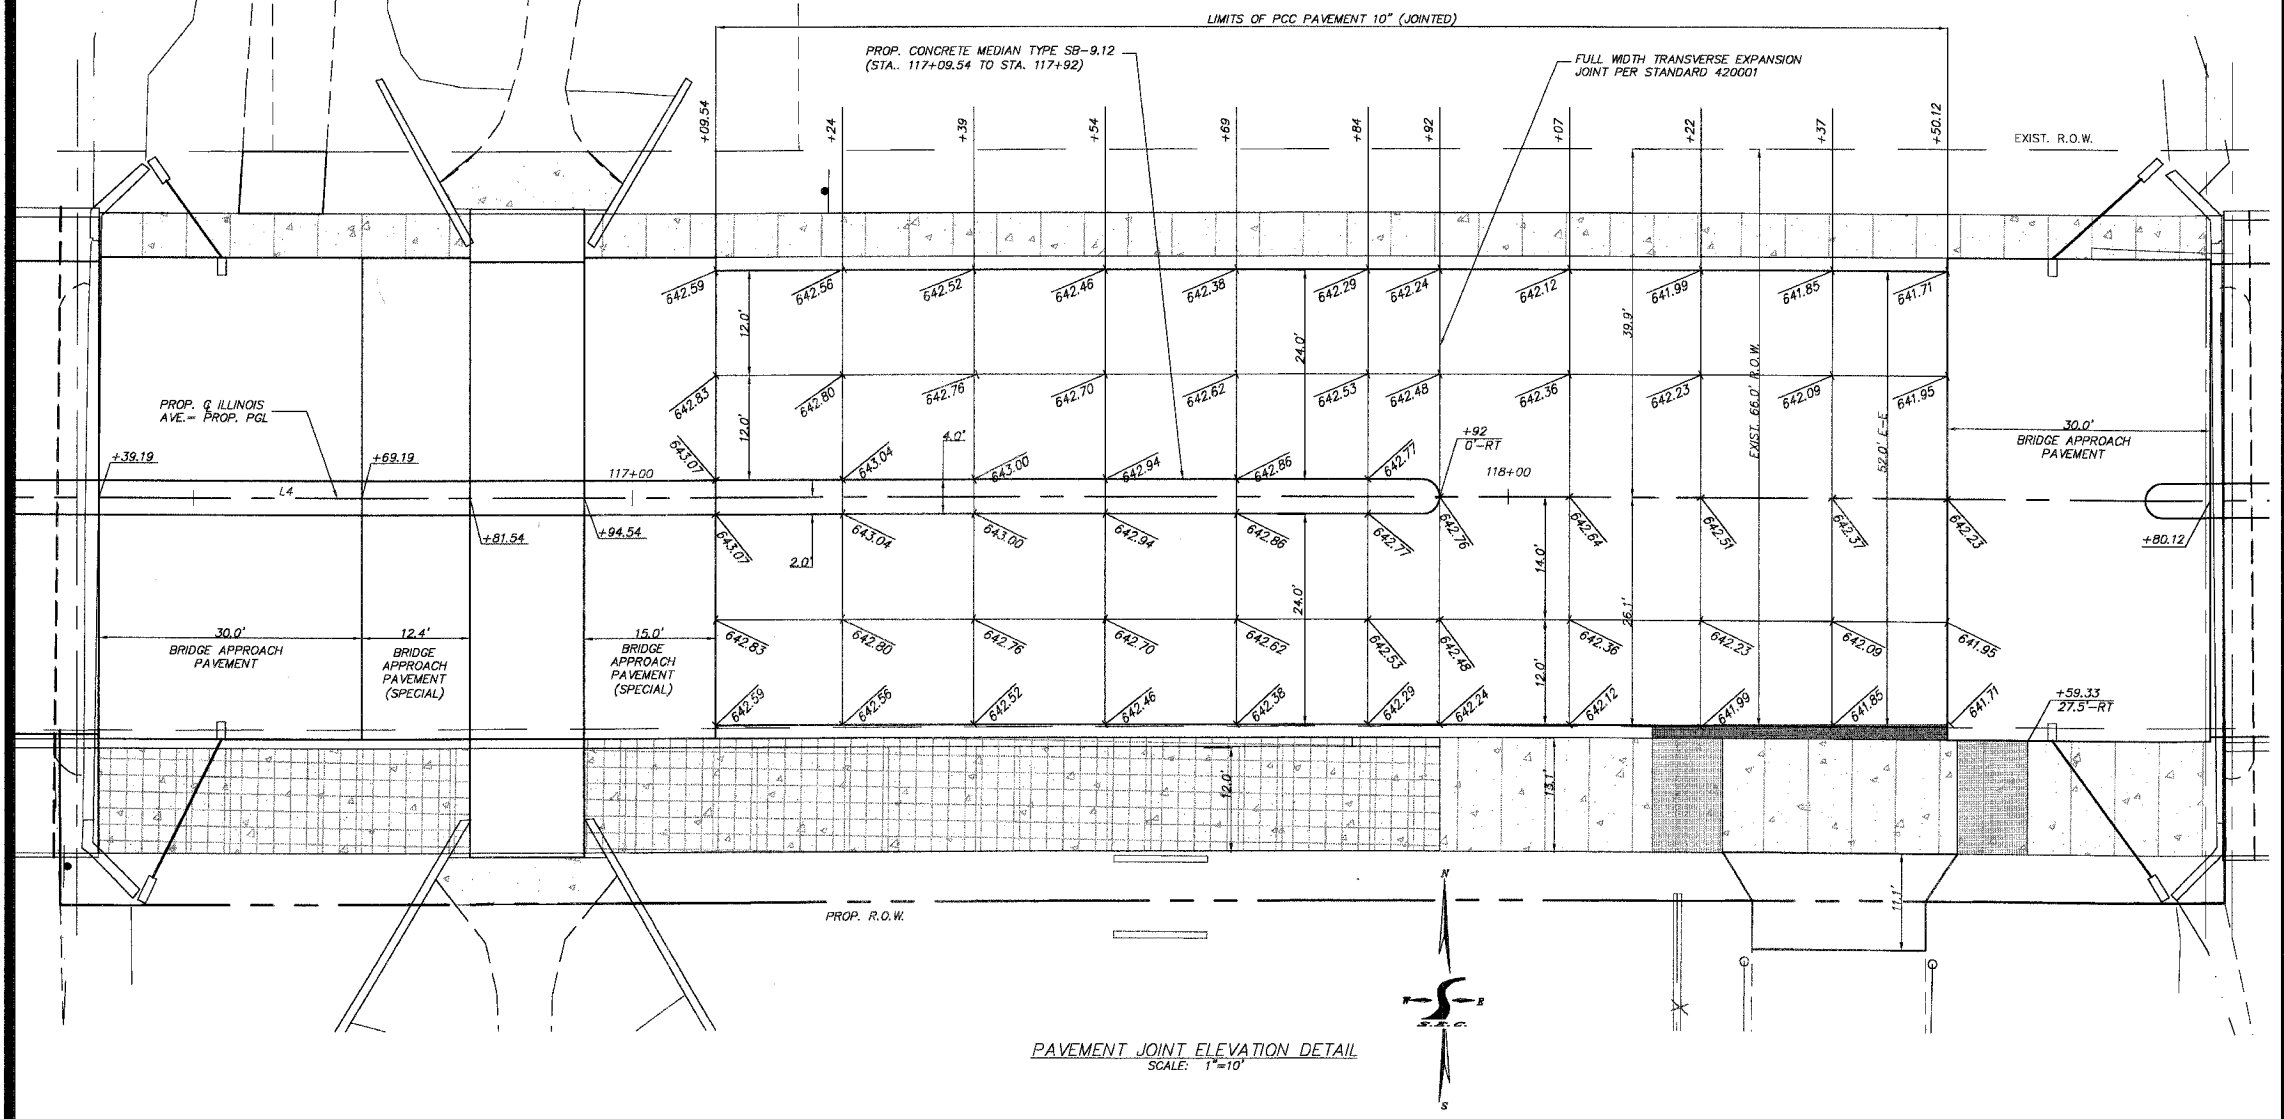 LIMITS OF PCC PAVEMENT 10" (JOINTED)
PROP. CONCRETE MEDIAN TYPE SB-9.12
(STA.. 117+09.54 TO STA. 117+92)
FULL WIDTH TRANSVERSE EXPANSION
JOINT PER STANDARD 420001
+09.54
+24
+39
+54
+69
+84
+92
+07
+22
+37
+50.12
EXIST. R.O.W.
642.59
642.56
642.52
642.46
642.38
642.29
642.24
642.12
641.99
641.85
641.71
12.0'
24.0'
39.9'
EXIST. 66.0' R.O.W.
52.0' E-E
642.83
642.80
642.76
642.70
642.62
642.53
642.48
642.36
642.23
642.09
641.95
PROP. ℄ ILLINOIS
AVE.= PROP. PGL
12.0'
4.0'
30.0'
BRIDGE APPROACH
PAVEMENT
+39.19
+69.19
643.07
643.04
643.00
642.94
642.86
642.77
+92
0'-RT
L4
117+00
118+00
+81.54
+94.54
643.07
643.04
643.00
642.94
642.86
642.77
642.76
642.64
642.51
642.37
642.23
+80.12
2.0'
24.0'
14.0'
26.1'
30.0'
BRIDGE APPROACH
PAVEMENT
12.4'
BRIDGE
APPROACH
PAVEMENT
(SPECIAL)
15.0'
BRIDGE
APPROACH
PAVEMENT
(SPECIAL)
642.83
642.80
642.76
642.70
642.62
642.53
642.48
642.36
642.23
642.09
641.95
12.0'
642.59
642.56
642.52
642.46
642.38
642.29
642.24
642.12
641.99
641.85
641.71
+59.33
27.5'-RT
12.0'
13.1'
11.1'
PROP. R.O.W.
N
W
E
S.E.C.
S
PAVEMENT JOINT ELEVATION DETAIL
SCALE: 1"=10'